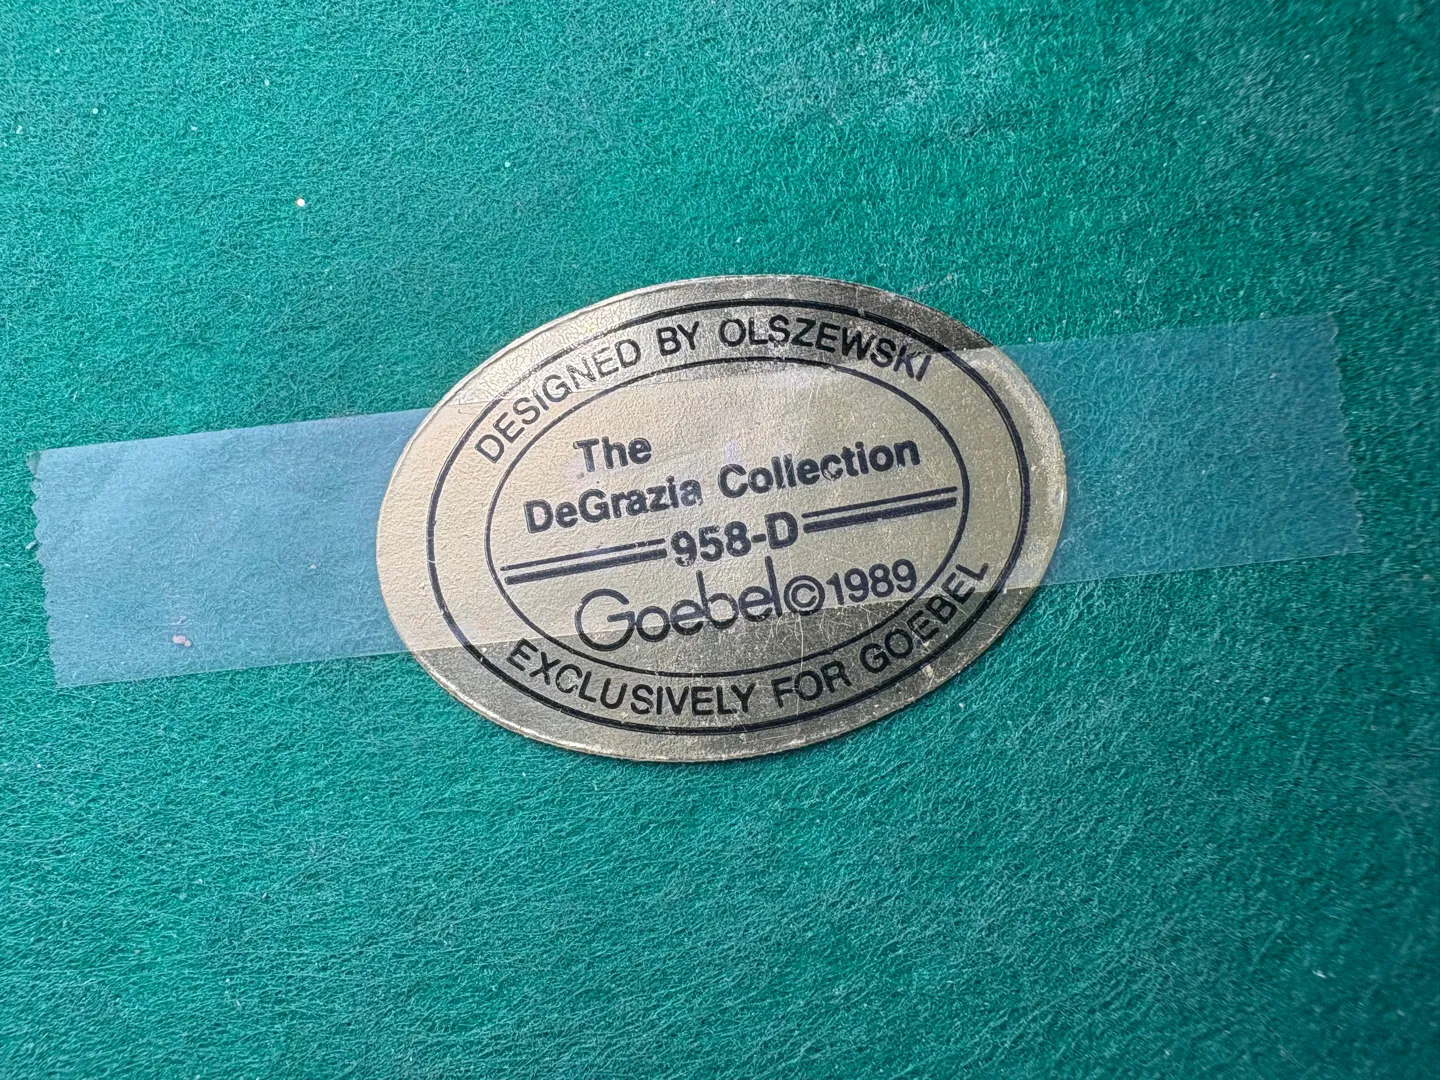 DESIGNED BY OLSZEWSKI
The
DeGrazia Collection
958-D
Goebel © 1989
EXCLUSIVELY FOR GOEBEL